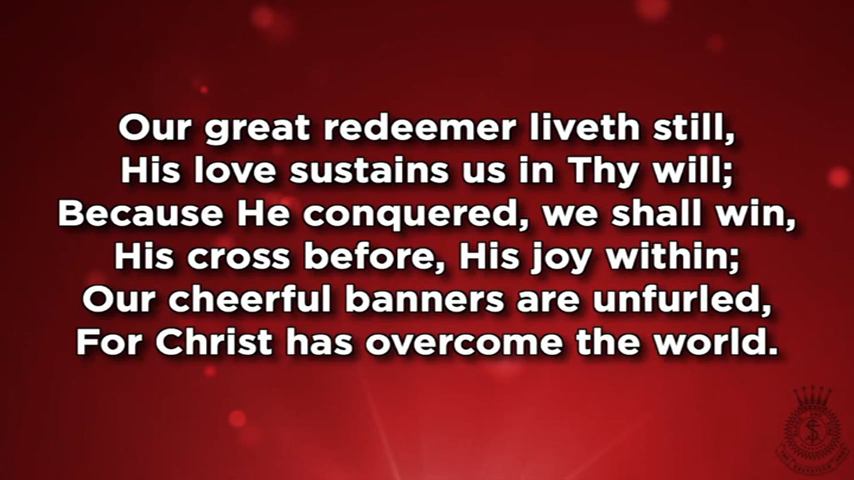 Our great redeemer liveth still,
His love sustains us in Thy will;
Because He conquered, we shall win,
His cross before, His joy within;
Our cheerful banners are unfurled,
For Christ has overcome the world.